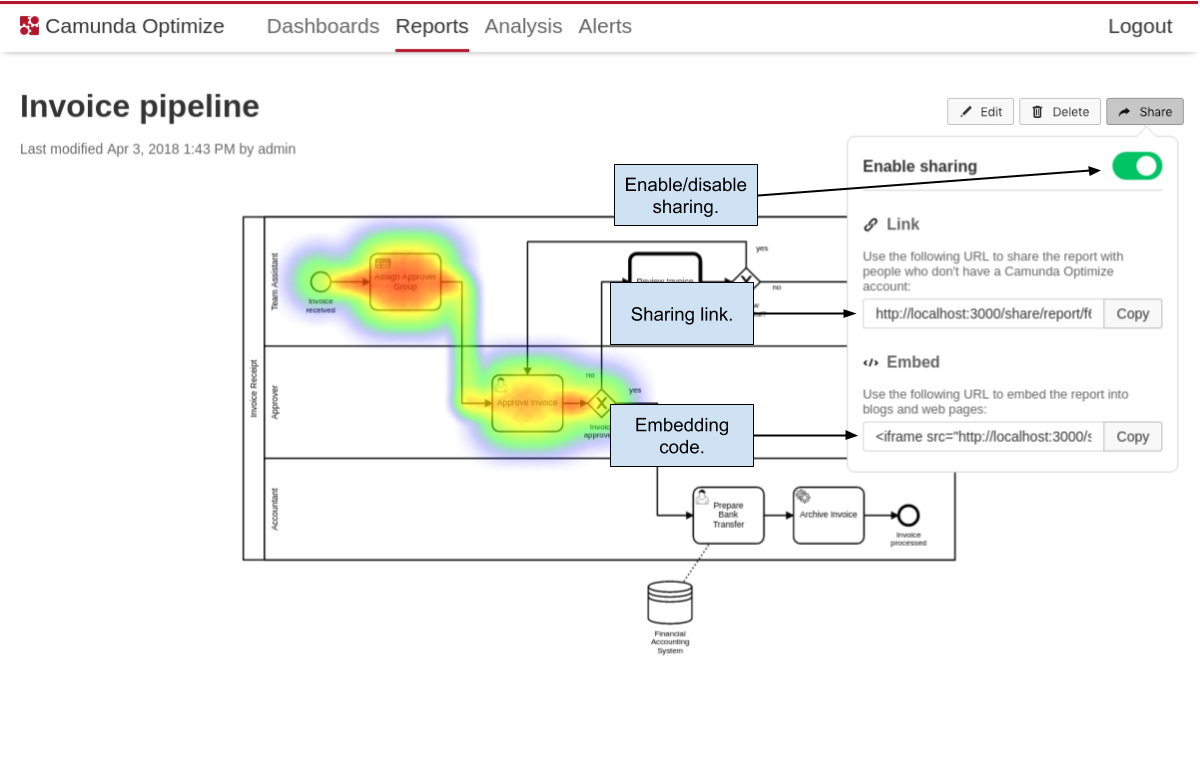 Camunda Optimize Dashboards Reports Analysis Alerts Logout
Invoice pipeline
Edit Delete Share
Last modified Apr 3, 2018 1:43 PM by admin
Enable sharing
Enable/disable
sharing.
Link
Use the following URL to share the report with
people who don't have a Camunda Optimize
account:
http://localhost:3000/share/report/f
Copy
Sharing link.
Embed
Use the following URL to embed the report into
blogs and web pages:
<iframe src="http://localhost:3000/s
Copy
Embedding
code.
Invoice Receipt
Team Assistant
Invoice
received
Assign Approver
Group
Review Invoice
yes
no
Approver
Approve Invoice
no
yes
Accountant
Prepare
Bank
Transfer
Archive Invoice
Invoice
processed
Financial
Accounting
System